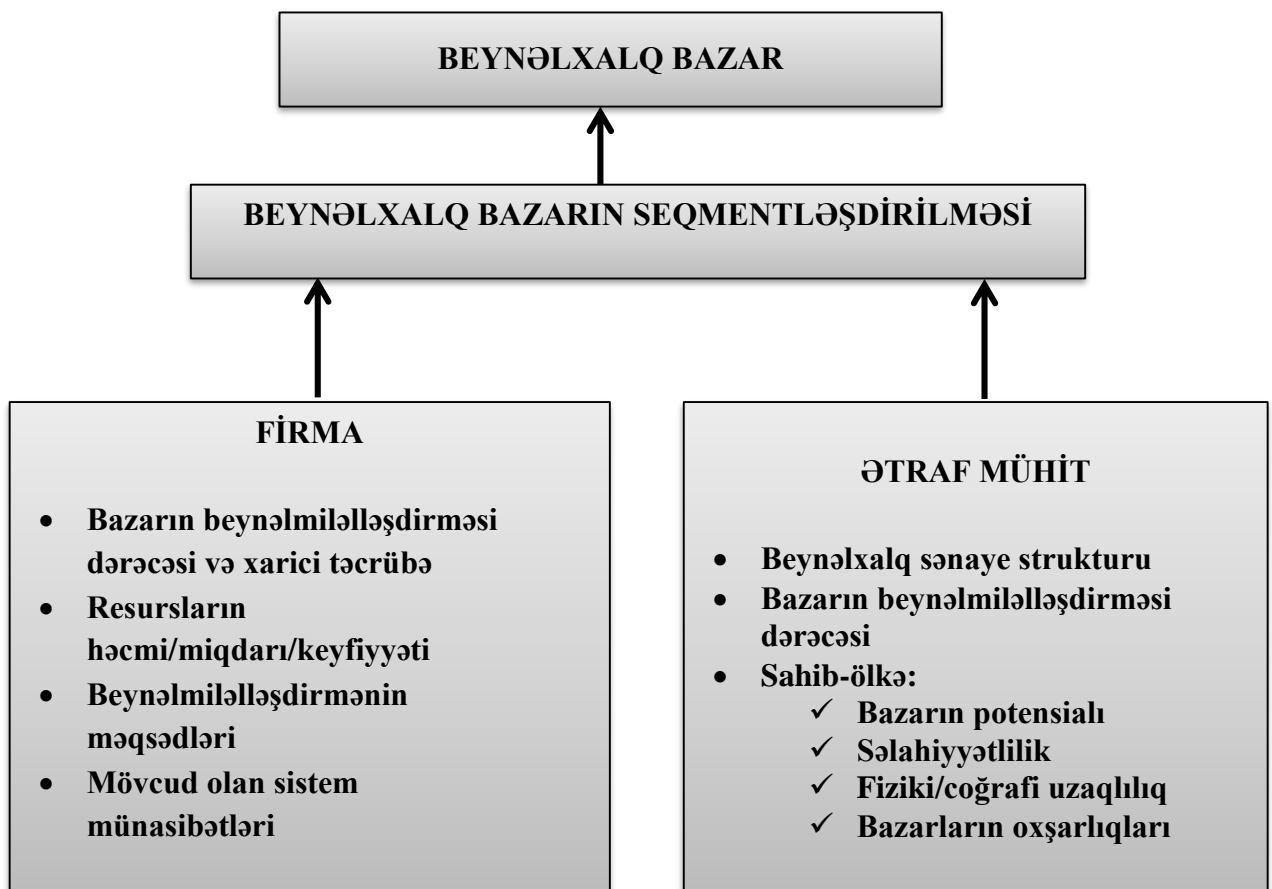 BEYNƏLXALQ BAZAR
BEYNƏLXALQ BAZARIN SEQMENTLƏŞDİRİLMƏSİ
FİRMA
• Bazarın beynəlmiləlləşdirməsi
dərəcəsi və xarici təcrübə
• Resursların
həcmi/miqdarı/keyfiyyəti
• Beynəlmiləlləşdirmənin
məqsədləri
• Mövcud olan sistem
münasibətləri
ƏTRAF MÜHİT
• Beynəlxalq sənaye strukturu
• Bazarın beynəlmiləlləşdirməsi
dərəcəsi
• Sahib-ölkə:
✓ Bazarın potensialı
✓ Səlahiyyətlilik
✓ Fiziki/coğrafi uzaqlılıq
✓ Bazarların oxşarlıqları